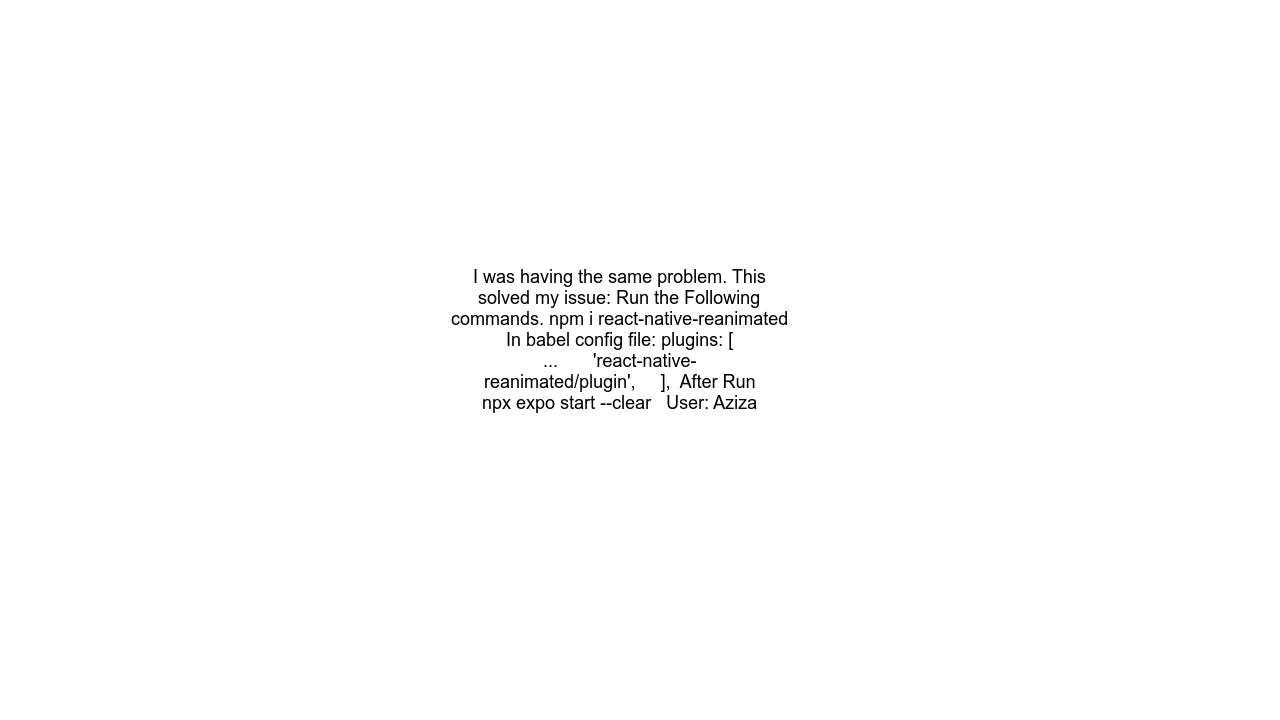 I was having the same problem. This
solved my issue: Run the Following
commands. npm i react-native-reanimated
In babel config file: plugins: [
...       'react-native-
reanimated/plugin',     ],  After Run
npx expo start --clear   User: Aziza